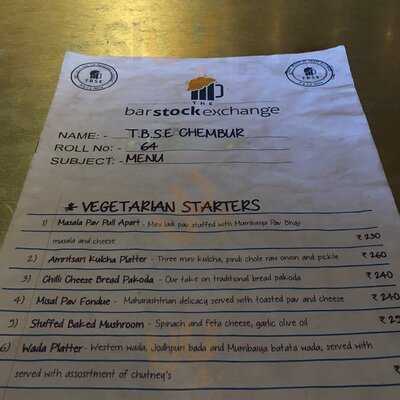 T.B.S.E
T.B.S.E
THE
barstockexchange
NAME: - T.B.S.E CHEMBUR
ROLL No: - 64
SUBJECT: - MENU
* VEGETARIAN STARTERS
1) Masala Pav Pull Apart - Mini ladi pav stuffed with Mumbaiya Pav Bhaji
masala and cheese ₹ 230
2) Amritsari Kulcha Platter - Three mini kulcha, pindi chole raw onion and pickle ₹ 260
3) Chilli Cheese Bread Pakoda - Our take on traditional bread pakoda ₹ 240
4) Misal Pav Fondue - Maharashtrian delicacy served with toasted pav and cheese ₹ 240
5) Stuffed Baked Mushroom - Spinach and feta cheese, garlic olive oil ₹
6) Wada Platter - Western wada, Jodhpuri bada and Mumbaiya batata wada, served with
served with assosrtment of chutney's ₹